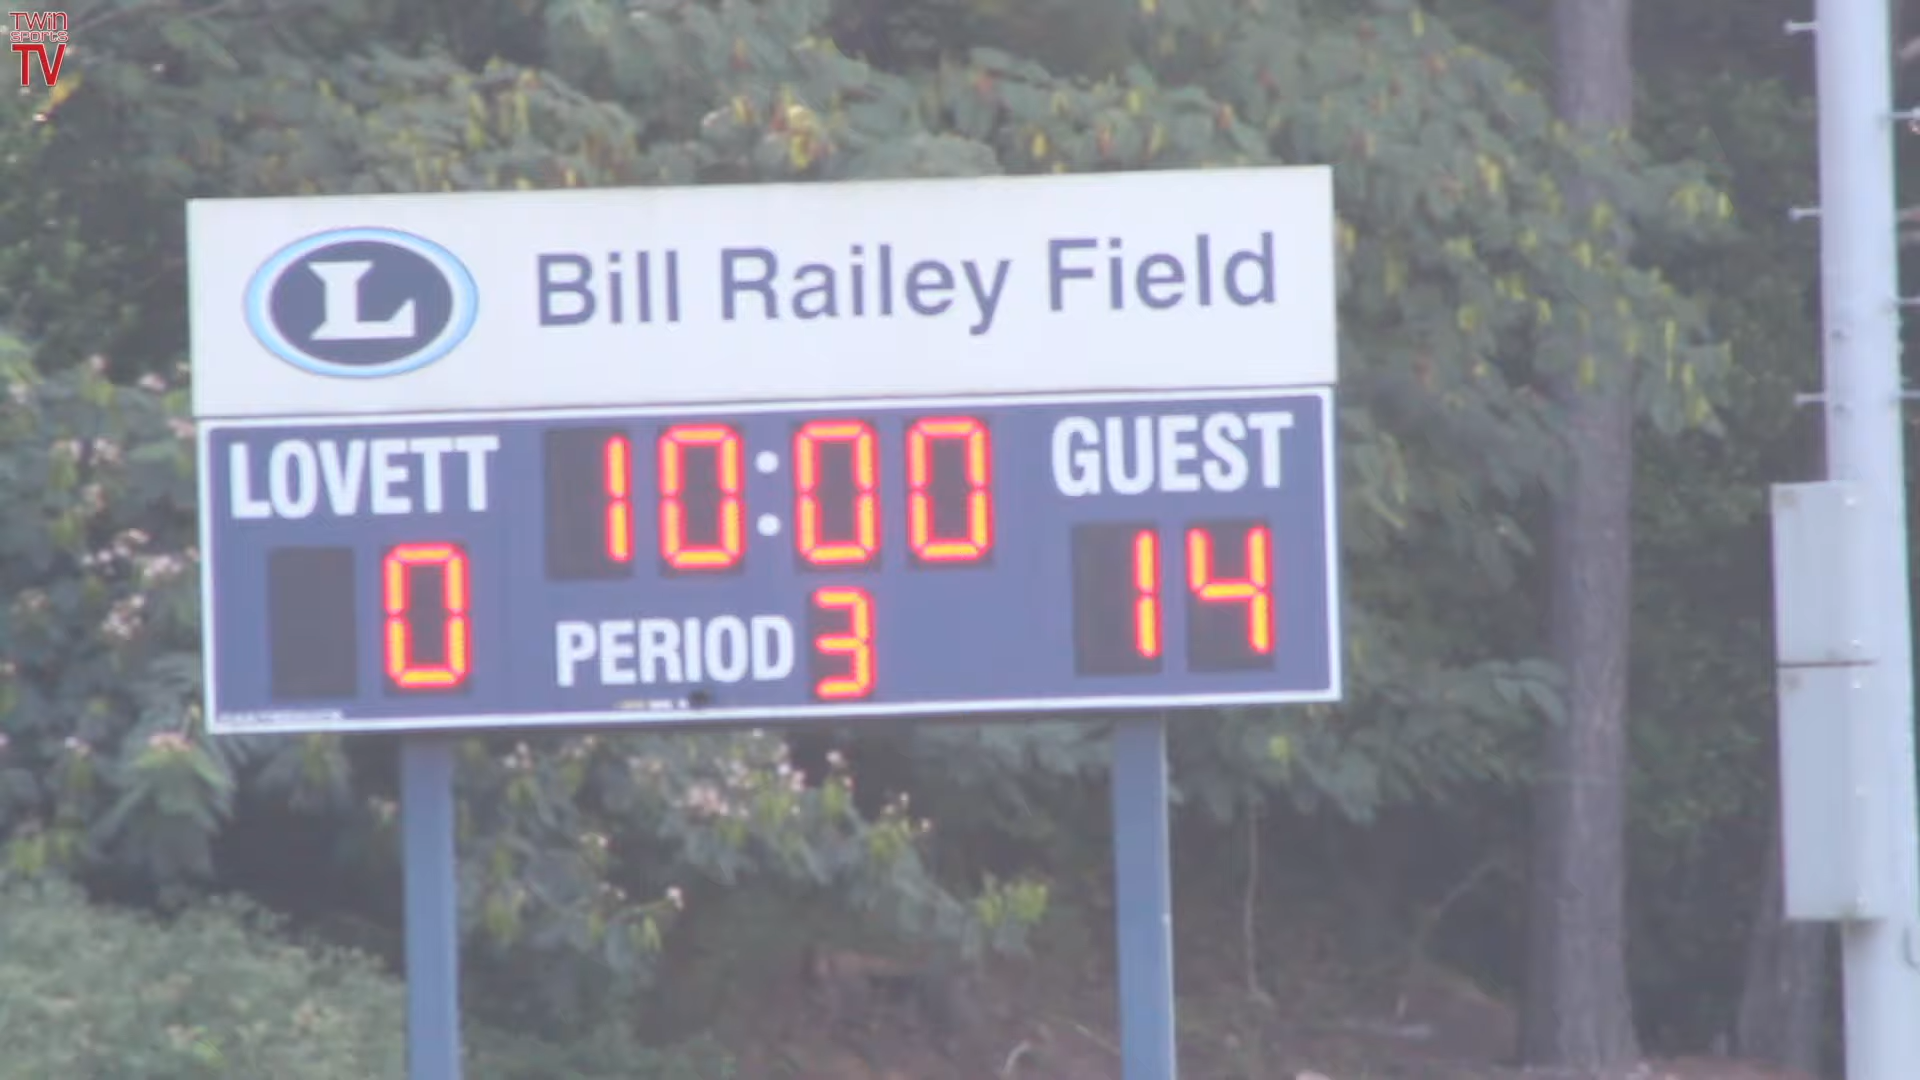 Twin
sports
TV
L Bill Railey Field
LOVETT 10:00 GUEST
0 PERIOD 3 14